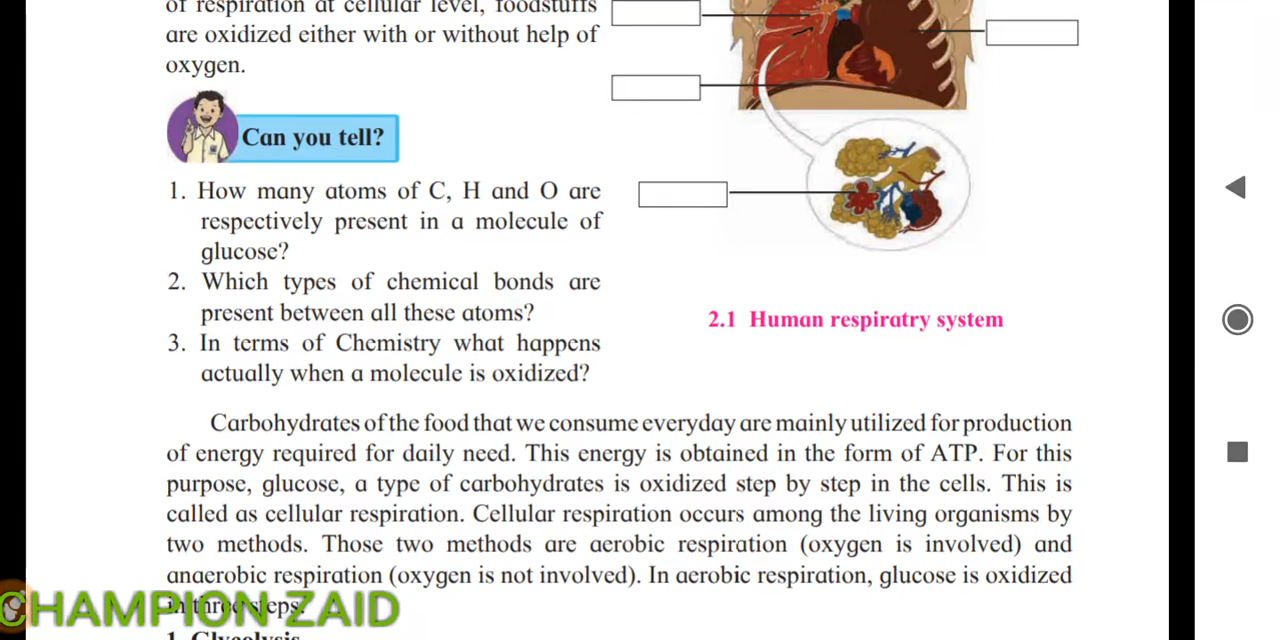 of respiration at cellular level, foodstuffs
are oxidized either with or without help of
oxygen.
Can you tell?
1. How many atoms of C, H and O are
respectively present in a molecule of
glucose?
2. Which types of chemical bonds are
present between all these atoms?
3. In terms of Chemistry what happens
actually when a molecule is oxidized?
2.1 Human respiratry system
Carbohydrates of the food that we consume everyday are mainly utilized for production
of energy required for daily need. This energy is obtained in the form of ATP. For this
purpose, glucose, a type of carbohydrates is oxidized step by step in the cells. This is
called as cellular respiration. Cellular respiration occurs among the living organisms by
two methods. Those two methods are aerobic respiration (oxygen is involved) and
anaerobic respiration (oxygen is not involved). In aerobic respiration, glucose is oxidized
in three steps.
CHAMPION ZAID
1. Glycolysis